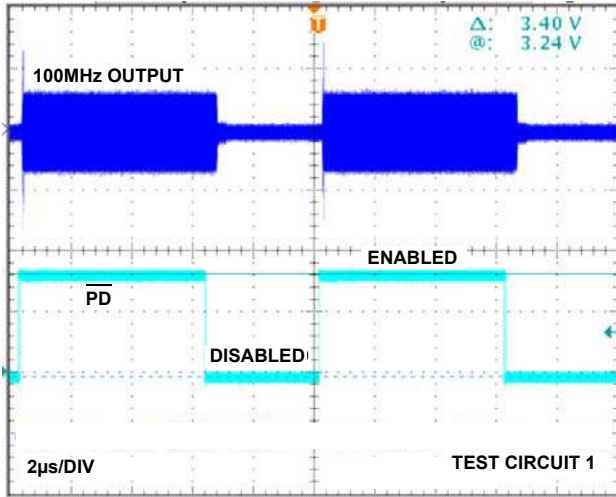 T
Δ: 3.40 V
@: 3.24 V
100MHz OUTPUT
ENABLED
PD
DISABLED
2µs/DIV
TEST CIRCUIT 1